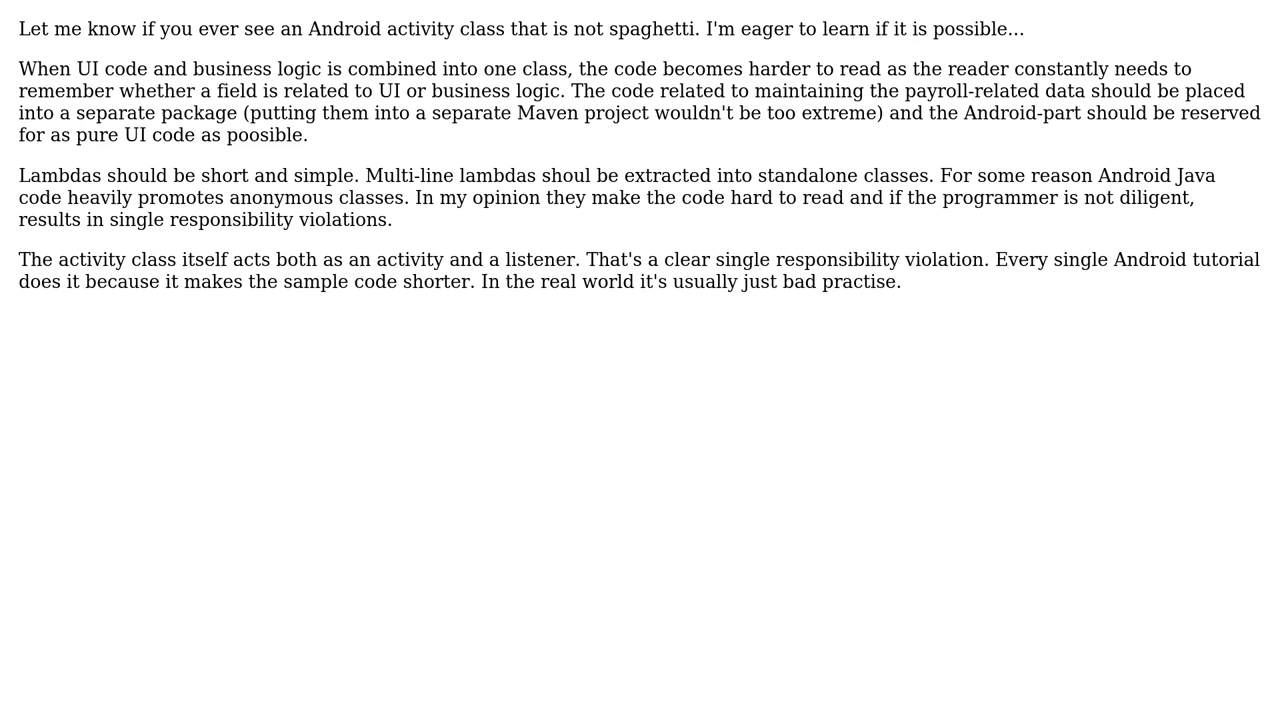 Let me know if you ever see an Android activity class that is not spaghetti. I'm eager to learn if it is possible...
When UI code and business logic is combined into one class, the code becomes harder to read as the reader constantly needs to
remember whether a field is related to UI or business logic. The code related to maintaining the payroll-related data should be placed
into a separate package (putting them into a separate Maven project wouldn't be too extreme) and the Android-part should be reserved
for as pure UI code as poosible.
Lambdas should be short and simple. Multi-line lambdas shoul be extracted into standalone classes. For some reason Android Java
code heavily promotes anonymous classes. In my opinion they make the code hard to read and if the programmer is not diligent,
results in single responsibility violations.
The activity class itself acts both as an activity and a listener. That's a clear single responsibility violation. Every single Android tutorial
does it because it makes the sample code shorter. In the real world it's usually just bad practise.